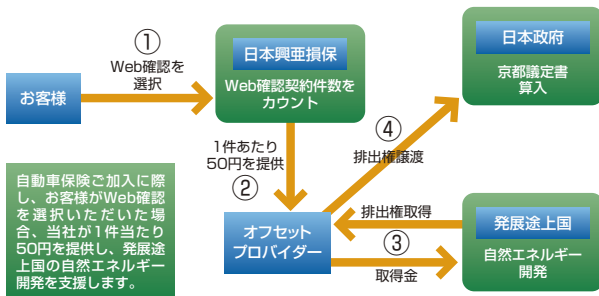 ①
Web確認を
選択
お客様
日本興亜損保
Web確認契約件数を
カウント
日本政府
京都議定書
算入
1件あたり
50円を提供
②
④
排出権譲渡
自動車保険ご加入に際
し、お客様がWeb確認
を選択いただいた場
合、当社が1件当たり
50円を提供し、発展途
上国の自然エネルギー
開発を支援します。
オフセット
プロバイダー
排出権取得
③
取得金
発展途上国
自然エネルギー
開発